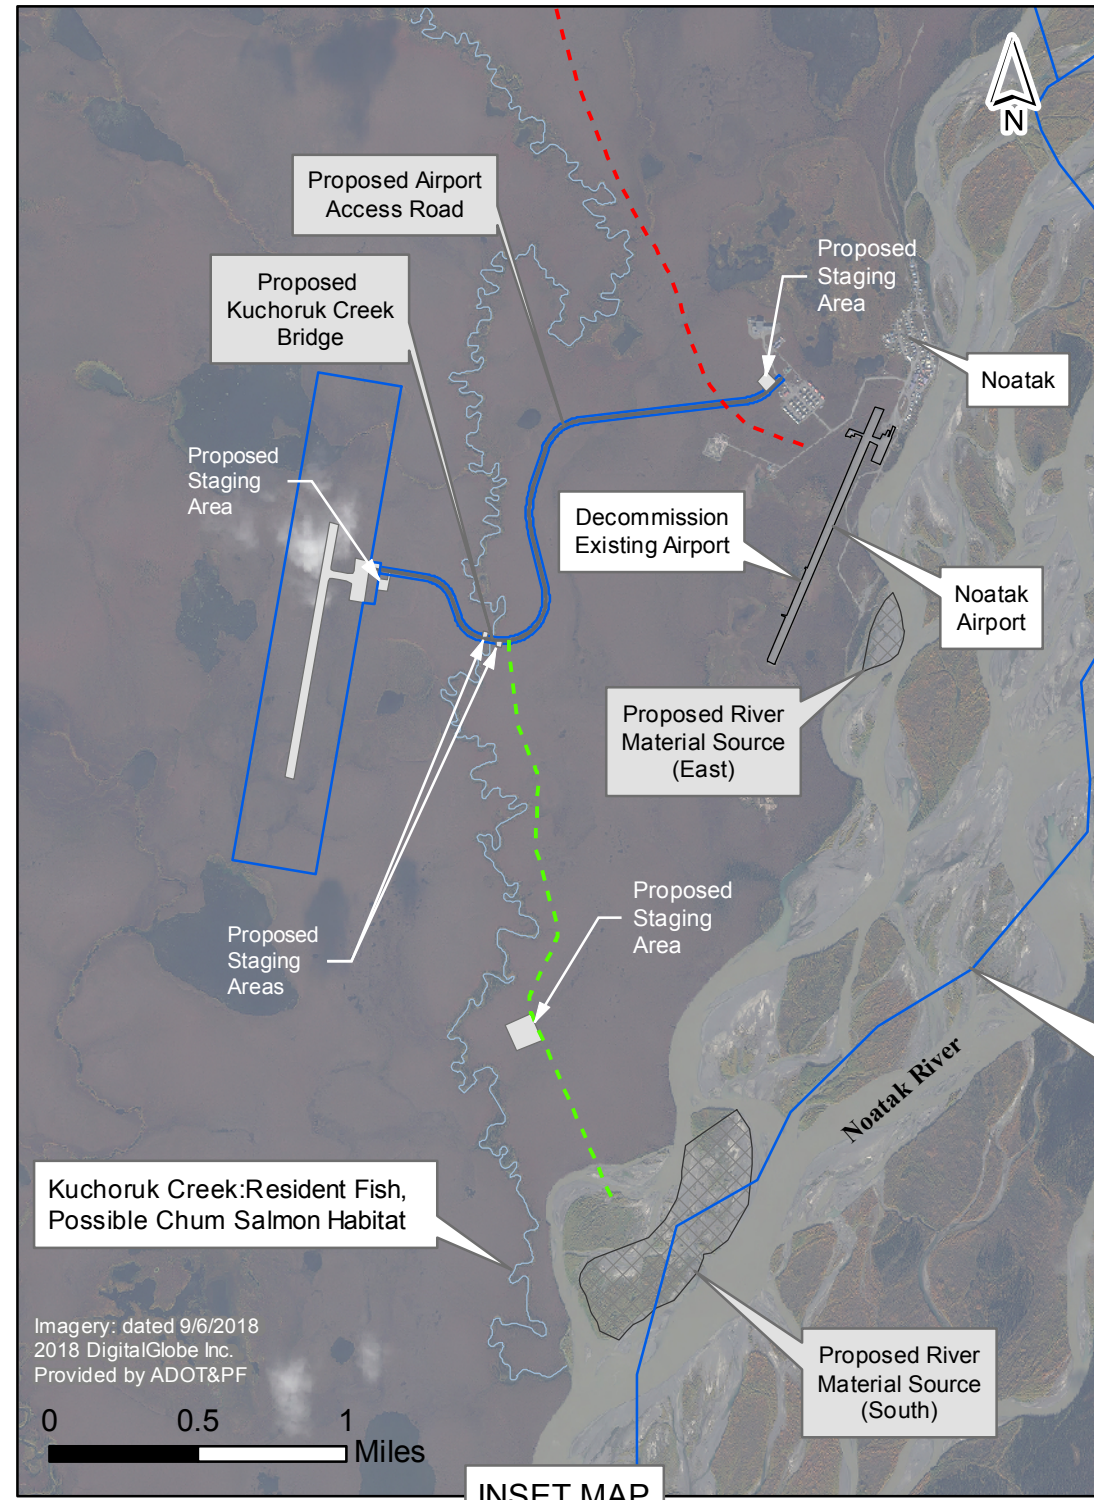 N
Proposed Airport
Access Road
Proposed
Staging
Area
Proposed
Kuchoruk Creek
Bridge
Noatak
Proposed
Staging
Area
Decommission
Existing Airport
Noatak
Airport
Proposed River
Material Source
(East)
Proposed
Staging
Area
Proposed
Staging
Areas
Noatak River
Kuchoruk Creek:Resident Fish,
Possible Chum Salmon Habitat
Imagery: dated 9/6/2018
2018 DigitalGlobe Inc.
Provided by ADOT&PF
Proposed River
Material Source
(South)
0 0.5 1
Miles
INSET MAP